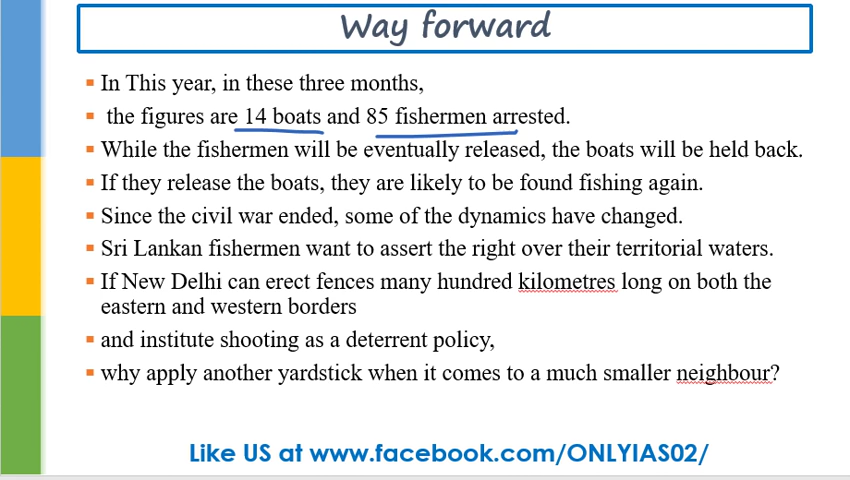 Way forward
In This year, in these three months,
the figures are 14 boats and 85 fishermen arrested.
While the fishermen will be eventually released, the boats will be held back.
If they release the boats, they are likely to be found fishing again.
Since the civil war ended, some of the dynamics have changed.
Sri Lankan fishermen want to assert the right over their territorial waters.
If New Delhi can erect fences many hundred kilometres long on both the
eastern and western borders
and institute shooting as a deterrent policy,
why apply another yardstick when it comes to a much smaller neighbour?
Like US at www.facebook.com/ONLYIAS02/